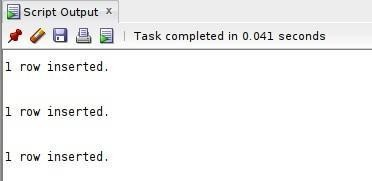 Script Output x
Task completed in 0.041 seconds
1 row inserted.
1 row inserted.
1 row inserted.